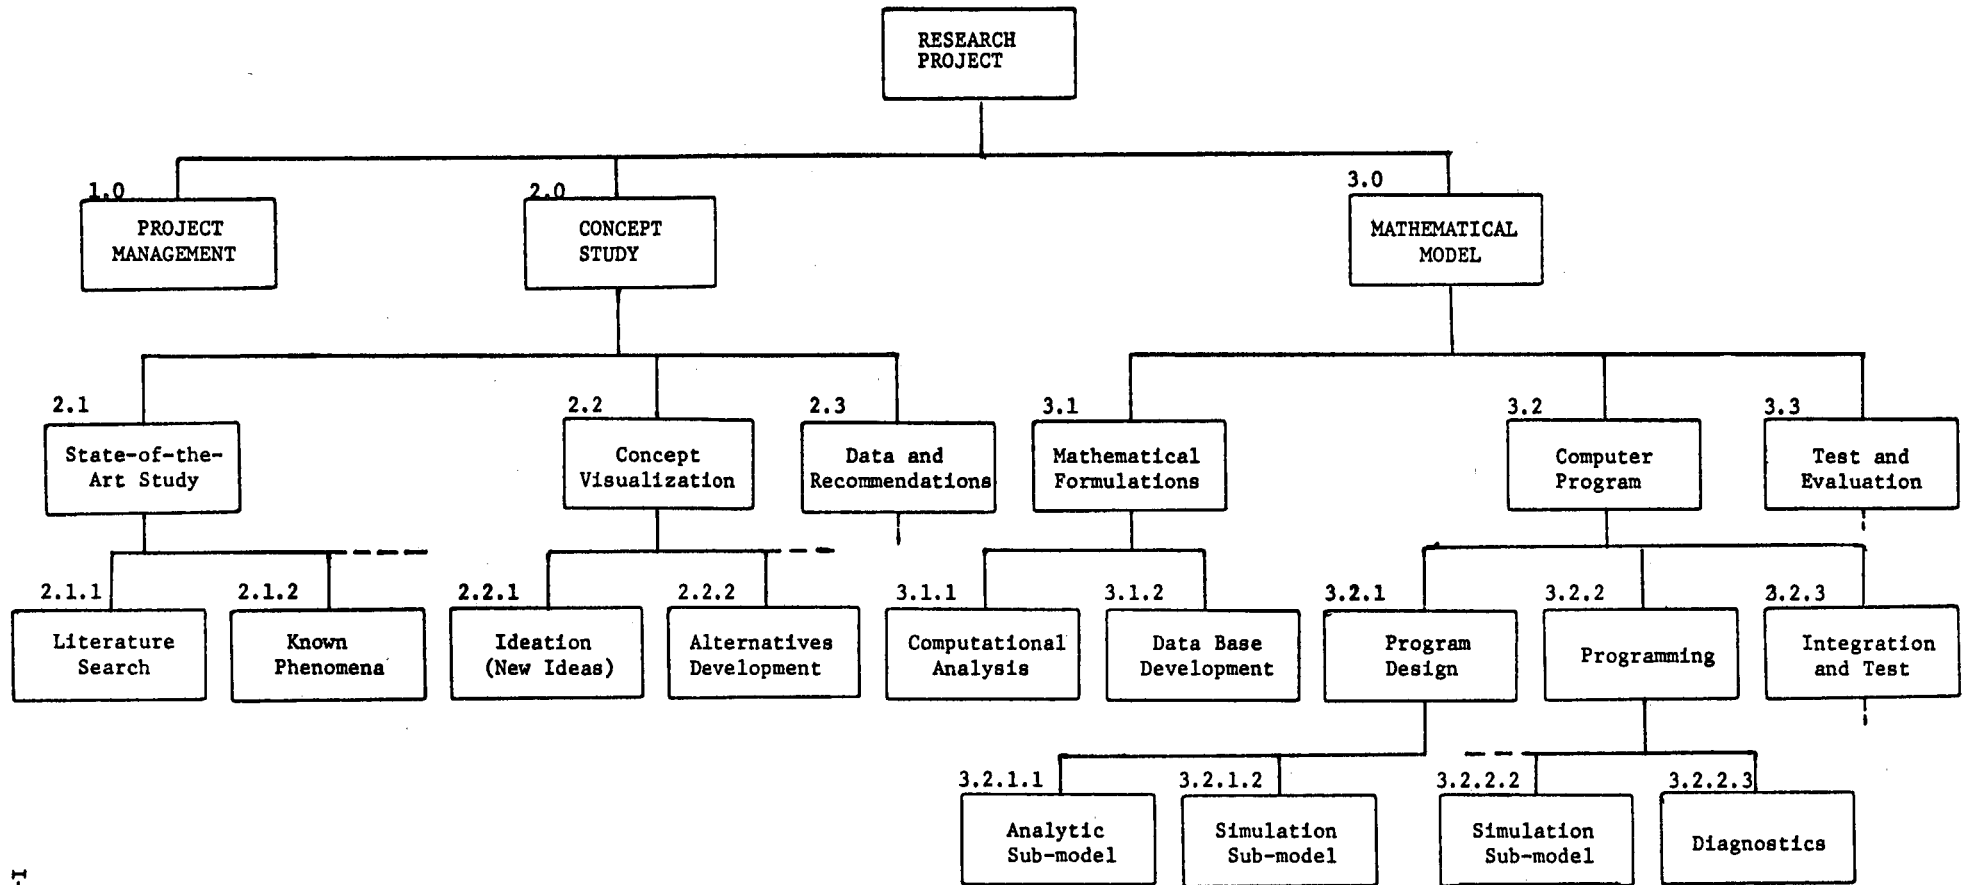 RESEARCH
PROJECT
1.0
PROJECT
MANAGEMENT
2.0
CONCEPT
STUDY
3.0
MATHEMATICAL
MODEL
2.1
State-of-the-
Art Study
2.2
Concept
Visualization
2.3
Data and
Recommendations
3.1
Mathematical
Formulations
3.2
Computer
Program
3.3
Test and
Evaluation
2.1.1
Literature
Search
2.1.2
Known
Phenomena
2.2.1
Ideation
(New Ideas)
2.2.2
Alternatives
Development
3.1.1
Computational
Analysis
3.1.2
Data Base
Development
3.2.1
Program
Design
3.2.2
Programming
3.2.3
Integration
and Test
3.2.1.1
Analytic
Sub-model
3.2.1.2
Simulation
Sub-model
3.2.2.2
Simulation
Sub-model
3.2.2.3
Diagnostics